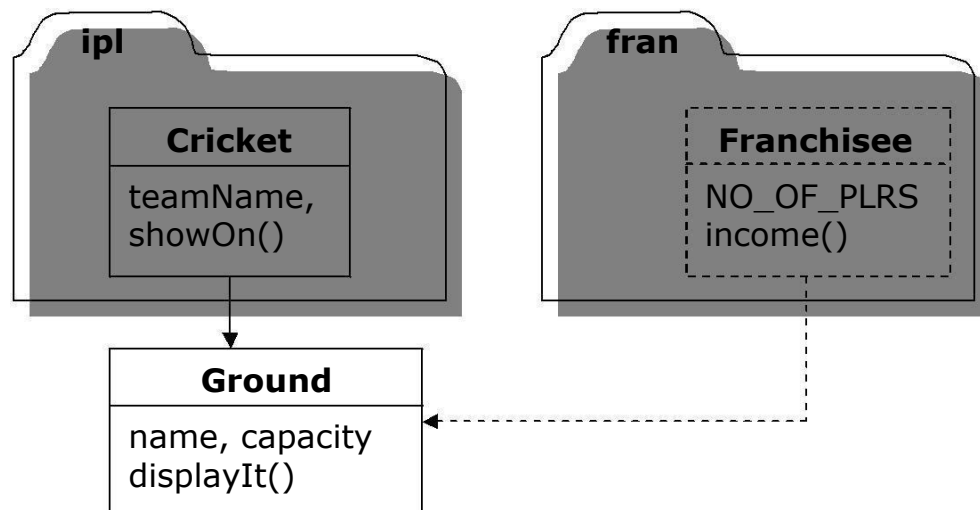 ipl
Cricket
teamName,
showOn()
fran
Franchisee
NO_OF_PLRS
income()
Ground
name, capacity
displayIt()